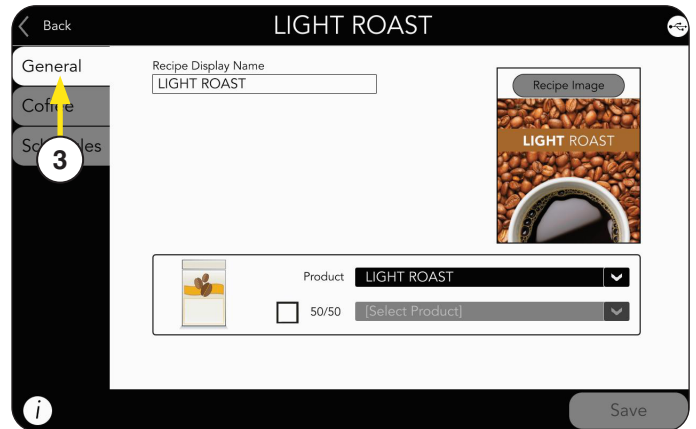 Back
LIGHT ROAST
General
Coffee
3
Recipe Display Name
LIGHT ROAST
Recipe Image
LIGHT ROAST
Product
LIGHT ROAST
50/50
[Select Product]
i
Save